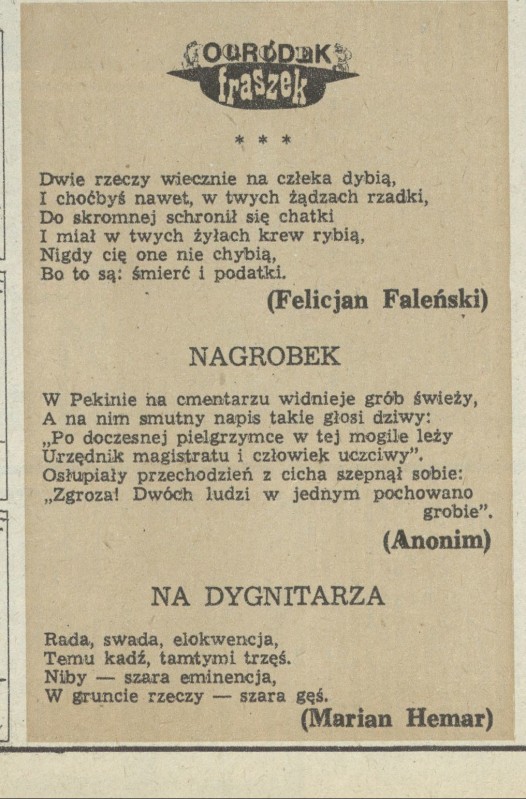 OGRÓDEK
fraszek
* * *
Dwie rzeczy wiecznie na człeka dybią,
I choćbyś nawet, w twych żądzach rzadki,
Do skromnej schronił się chatki
I miał w twych żyłach krew rybią,
Nigdy cię one nie chybią,
Bo to są: śmierć i podatki.
(Felicjan Faleński)
NAGROBEK
W Pekinie na cmentarzu widnieje grób świeży,
A na nim smutny napis takie głosi dziwy:
„Po doczesnej pielgrzymce w tej mogile leży
Urzędnik magistratu i człowiek uczciwy”.
Osłupiały przechodzień z cicha szepnął sobie:
„Zgroza! Dwóch ludzi w jednym pochowano
grobie”.
(Anonim)
NA DYGNITARZA
Rada, swada, elokwencja,
Temu kadź, tamtymi trzęś.
Niby — szara eminencja,
W gruncie rzeczy — szara gęś.
(Marian Hemar)